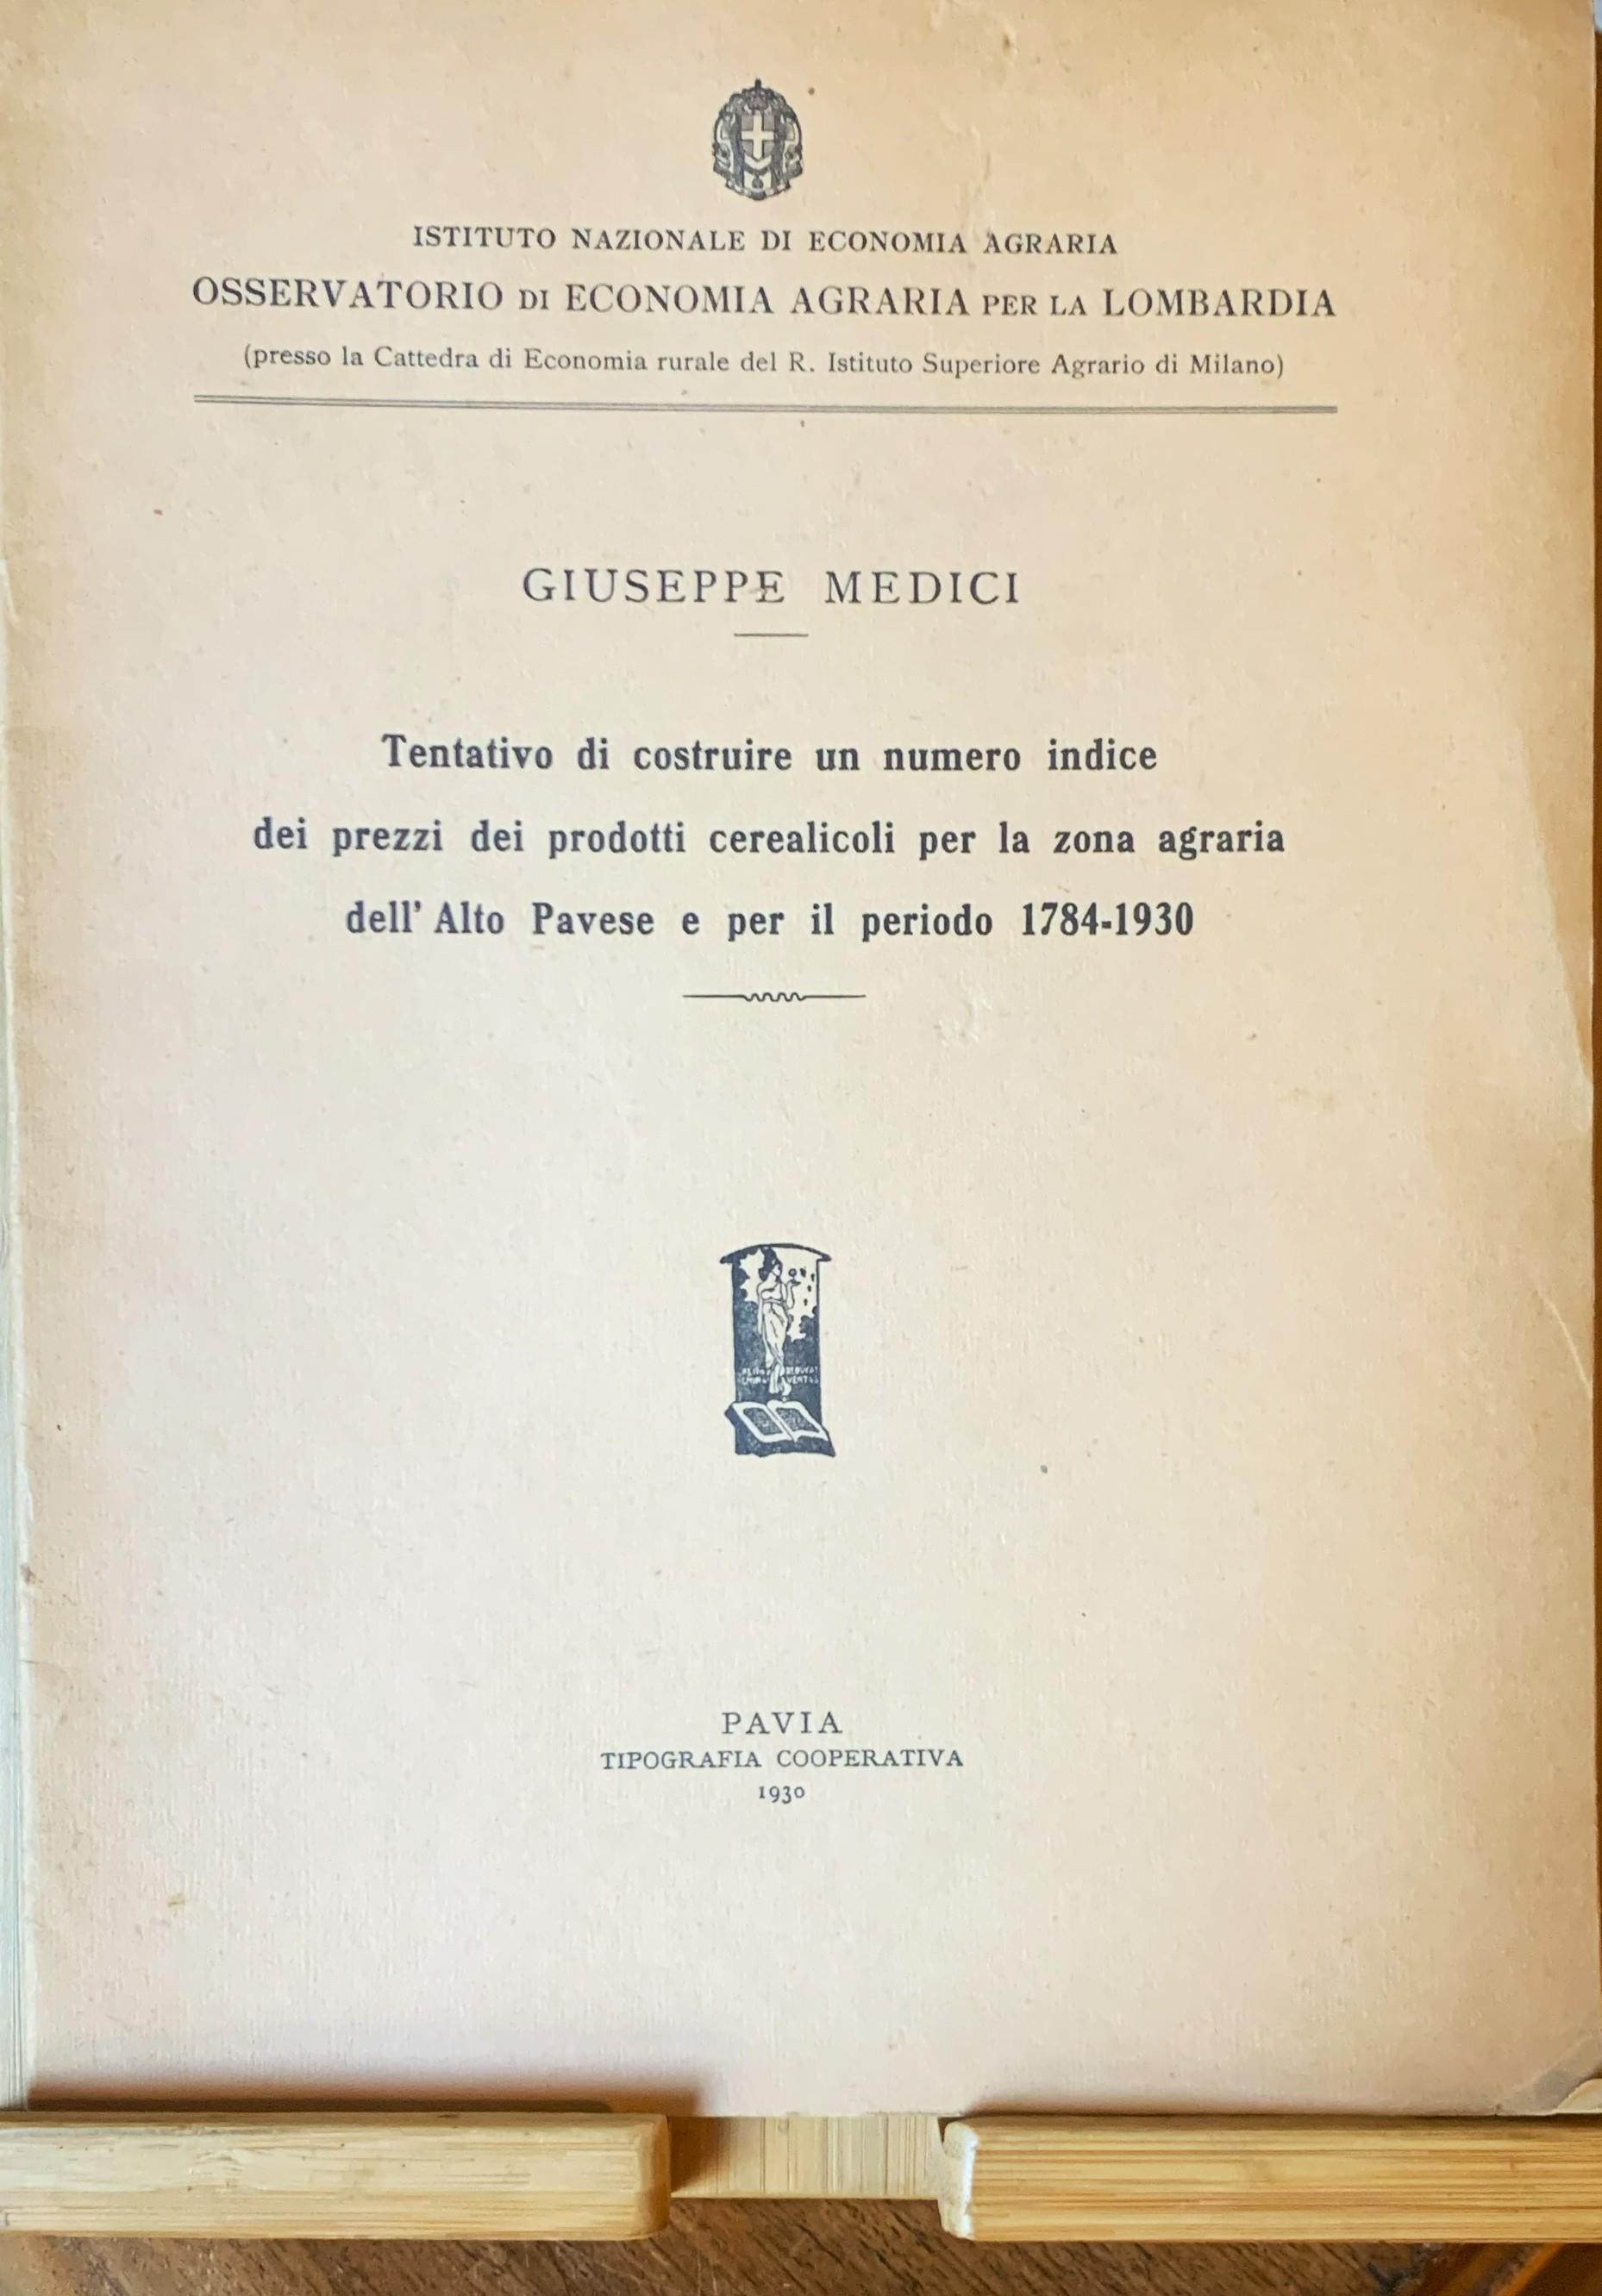 ISTITUTO NAZIONALE DI ECONOMIA AGRARIA
OSSERVATORIO DI ECONOMIA AGRARIA PER LA LOMBARDIA
(presso la Cattedra di Economia rurale del R. Istituto Superiore Agrario di Milano)
GIUSEPPE MEDICI
Tentativo di costruire un numero indice
dei prezzi dei prodotti cerealicoli per la zona agraria
dell' Alto Pavese e per il periodo 1784-1930
PAVIA
TIPOGRAFIA COOPERATIVA
1930